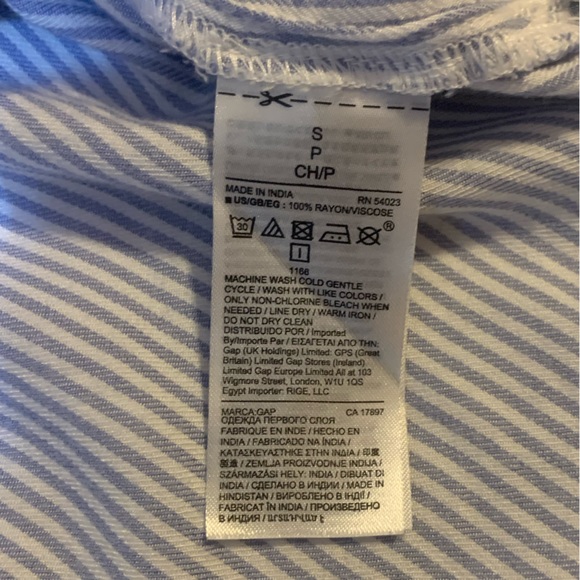 S
P
CH/P
MADE IN INDIA RN 54023
■ US/GB/EG : 100% RAYON/VISCOSE
30 ®
1166
MACHINE WASH COLD GENTLE
CYCLE / WASH WITH LIKE COLORS /
ONLY NON-CHLORINE BLEACH WHEN
NEEDED / LINE DRY / WARM IRON /
DO NOT DRY CLEAN
DISTRIBUIDO POR / Imported
By/Importe Par / ΕΙΣΑΓΕΤΑΙ ΑΠΟ ΤΗΝ:
Gap (UK Holdings) Limited: GPS (Great
Britain) Limited Gap Stores (Ireland)
Limited Gap Europe Limited All at 103
Wigmore Street, London, W1U 1QS
Egypt Importer: RIGE, LLC
MARCA:GAP CA 17897
ОДЕЖДА ПЕРВОГО СЛОЯ
FABRIQUE EN INDE / HECHO EN
INDIA / FABRICADO NA ÍNDIA /
ΚΑΤΑΣΚΕΥΑΣΤΗΚΕ ΣΤΗΝ ΙΝΔΙΑ / 印
度 / ZEMLJA PROIZVODNJE INDIJA /
SZÁRMAZÁSI HELY: INDIA / DIBUAT DI
INDIA / СДЕЛАНО В ИНДИИ / MADE IN
HINDISTAN / ВИРОБЛЕНО В ІНДІЇ /
FABRICAT ÎN INDIA / ПРОИЗХОД
В ИНДИЯ /